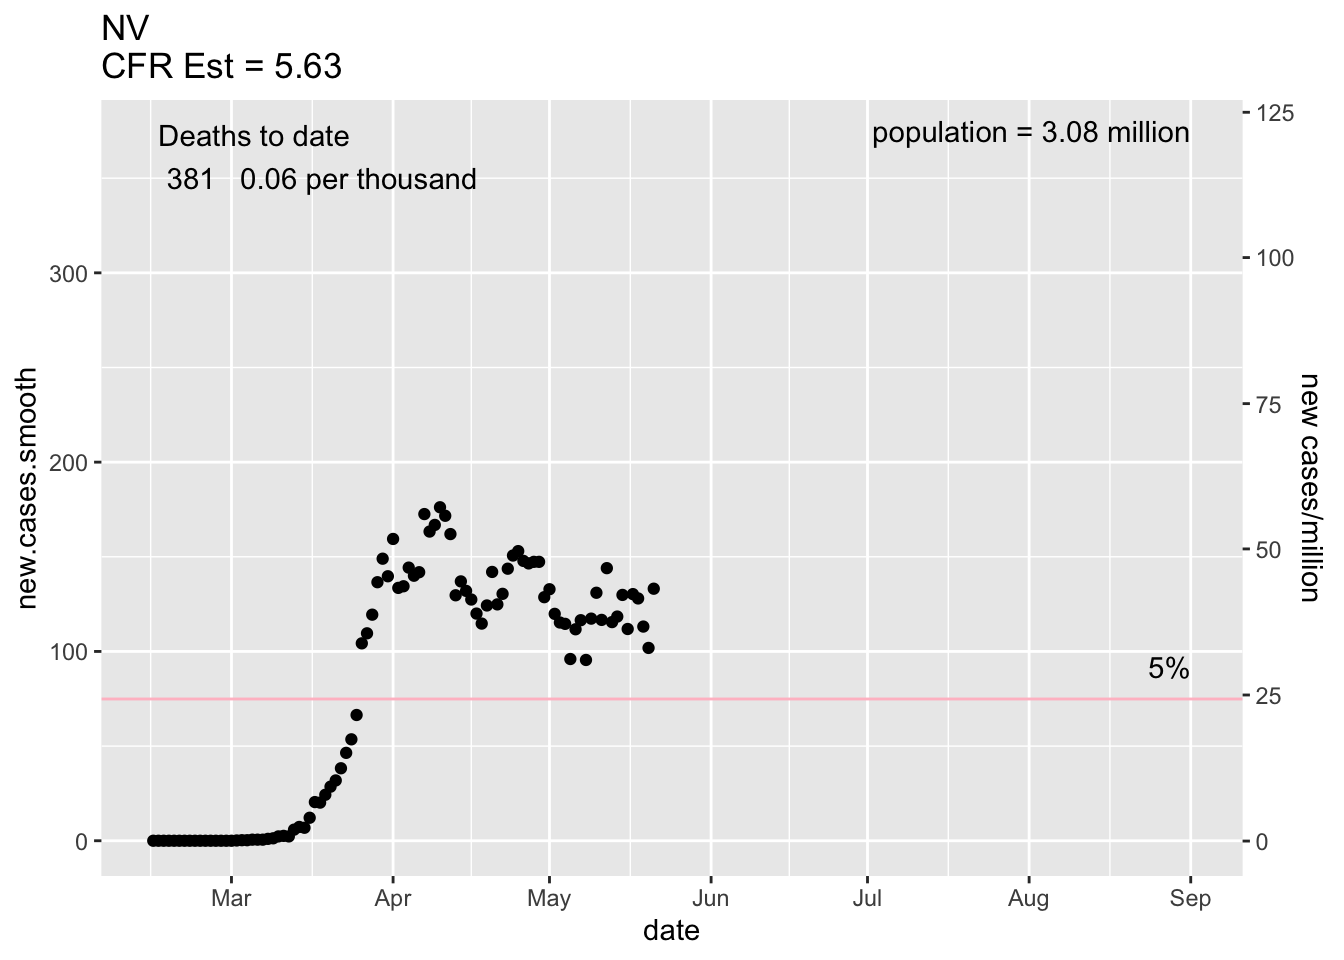 NV
CFR Est = 5.63
Deaths to date
381 0.06 per thousand
population = 3.08 million
5%
new.cases.smooth
300
200
100
0
125
100
75
50
25
0
new cases/million
Mar Apr May Jun Jul Aug Sep
date